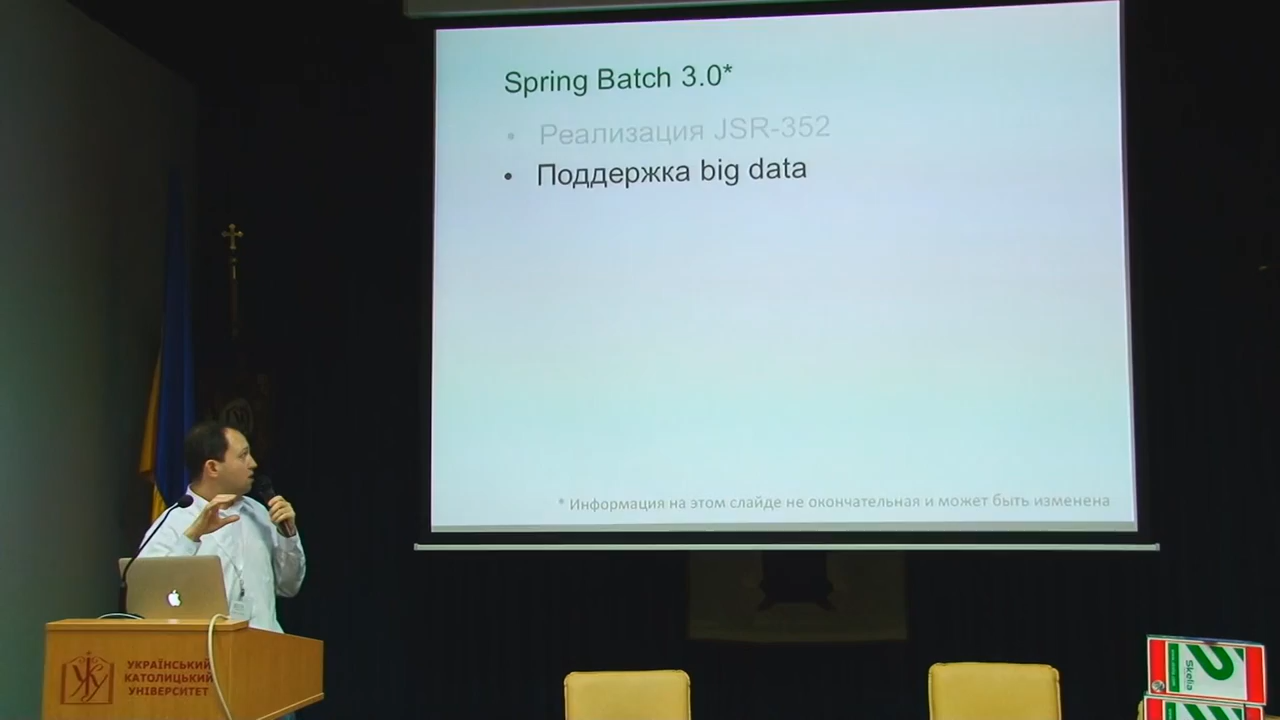 Spring Batch 3.0*
• Реализация JSR-352
• Поддержка big data
* Информация на этом слайде не окончательная и может быть изменена
УКРАЇНСЬКИЙ
КАТОЛИЦЬКИЙ
УНІВЕРСИТЕТ
Skelia